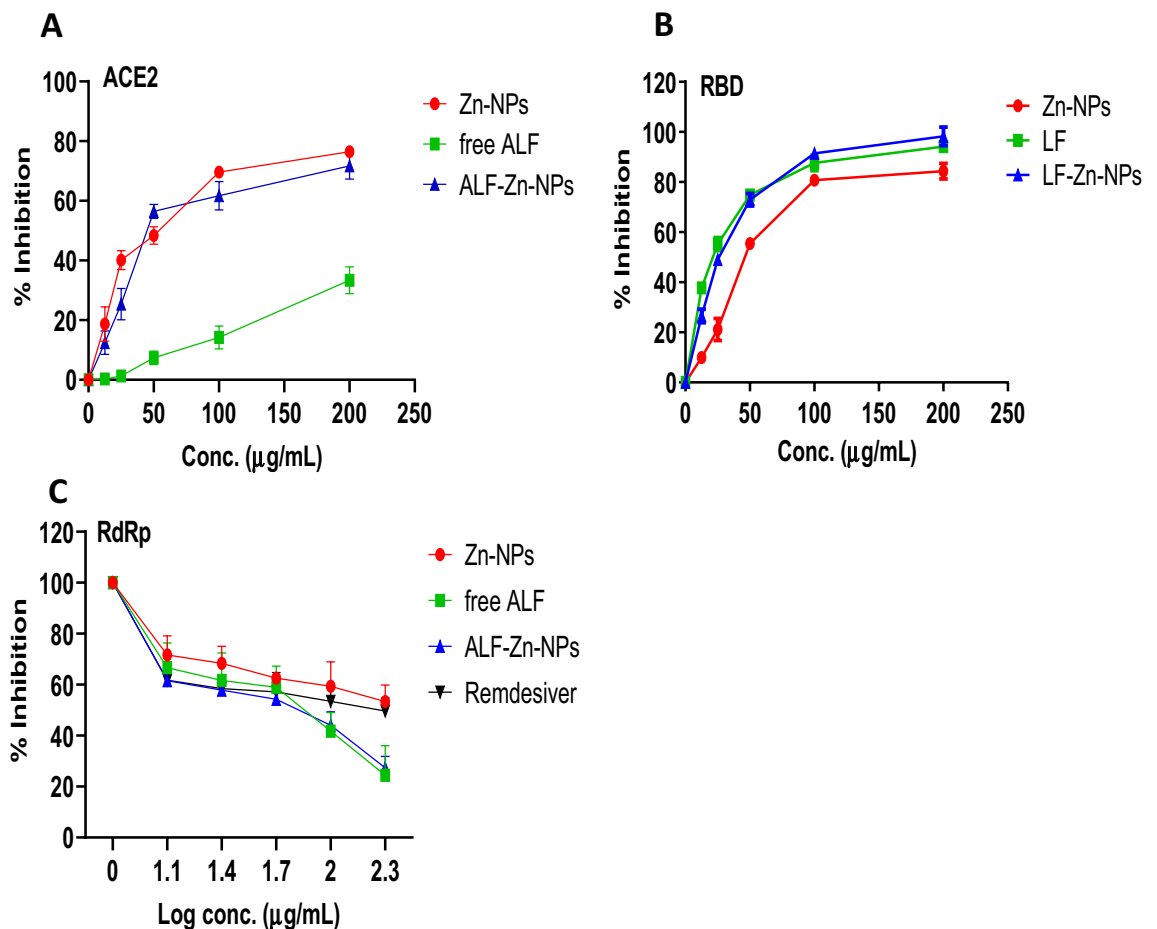 A
ACE2
% Inhibition
100
80
60
40
20
0
0
50
100
150
200
250
Conc. (μg/mL)
Zn-NPs
free ALF
ALF-Zn-NPs
B
RBD
% Inhibition
120
100
80
60
40
20
0
0
50
100
150
200
250
Conc. (μg/mL)
Zn-NPs
LF
LF-Zn-NPs
C
RdRp
% Inhibition
120
100
80
60
40
20
0
0
1.1
1.4
1.7
2
2.3
Log conc. (μg/mL)
Zn-NPs
free ALF
ALF-Zn-NPs
Remdesiver